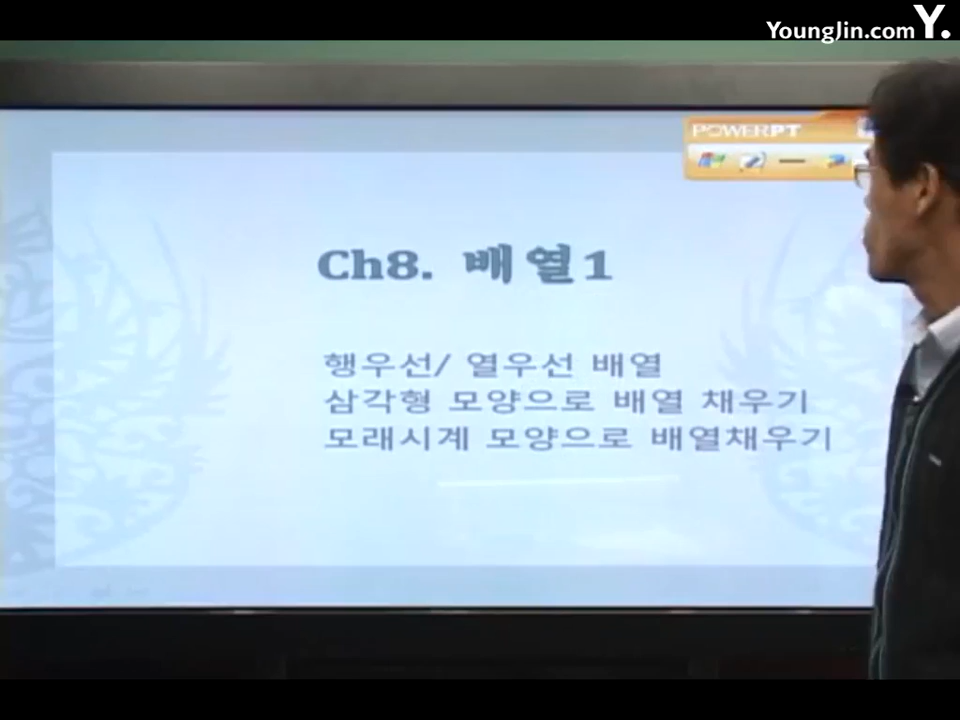 YoungJin.com Y.
POWERPT
Ch8. 배열1
행우선/ 열우선 배열
삼각형 모양으로 배열 채우기
모래시계 모양으로 배열채우기